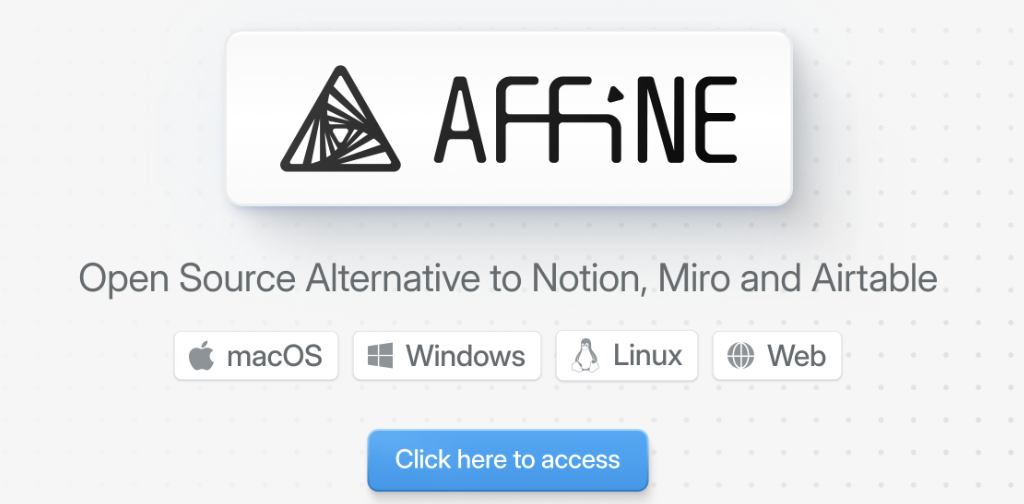 AFFiNE
Open Source Alternative to Notion, Miro and Airtable
macOS Windows Linux Web
Click here to access